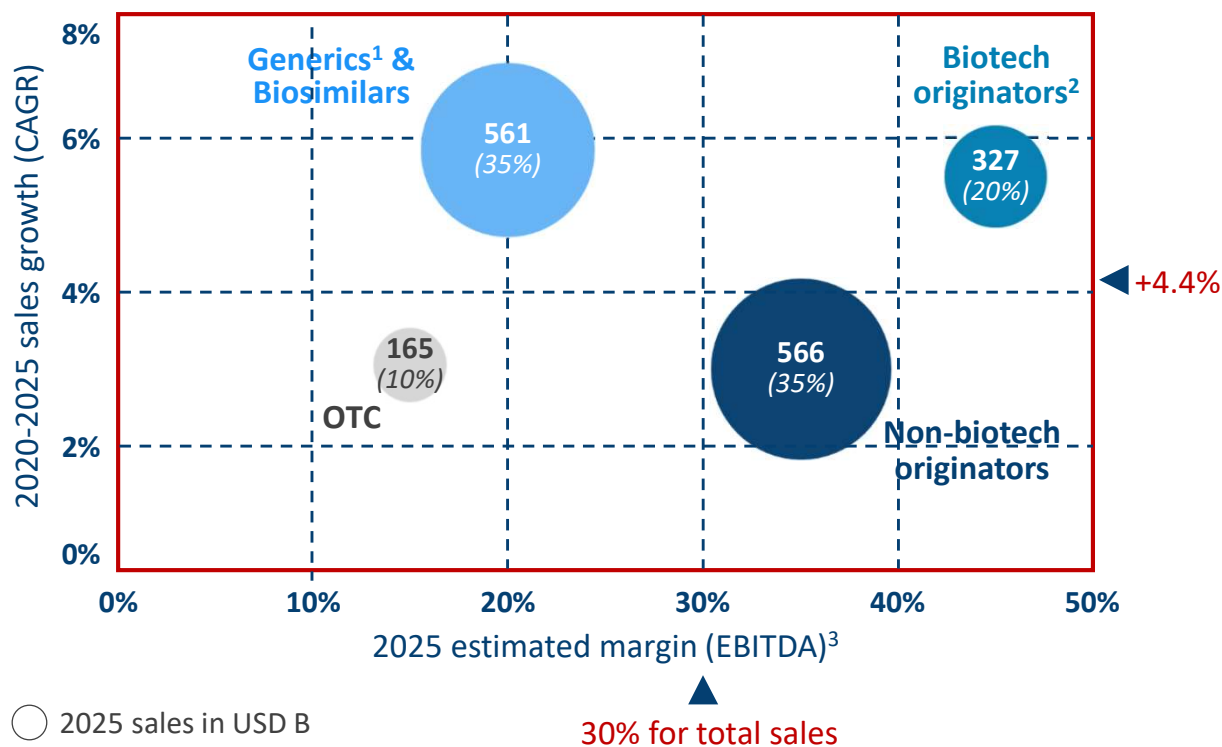 2020-2025 sales growth (CAGR)
8%
6%
4%
2%
0%
Generics¹ &
Biosimilars
561
(35%)
Biotech
originators²
327
(20%)
+4.4%
165
(10%)
OTC
566
(35%)
Non-biotech
originators
0%
10%
20%
30%
40%
50%
2025 estimated margin (EBITDA)³
2025 sales in USD B
30% for total sales